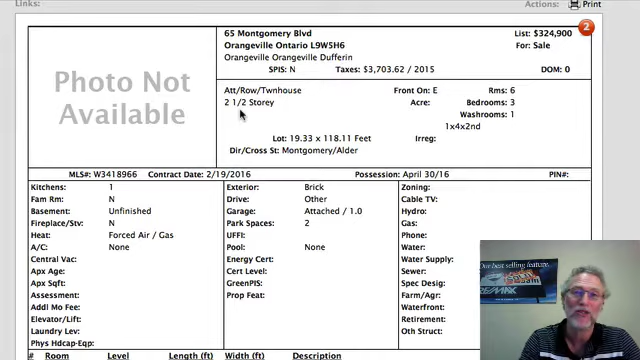 Links:
Actions: Print
2
Photo Not Available
65 Montgomery Blvd List: $324,900
Orangeville Ontario L9W5H6 For: Sale
Orangeville Orangeville Dufferin
SPIS: N Taxes: $3,703.62 / 2015 DOM: 0
Att/Row/Twnhouse Front On: E Rms: 6
2 1/2 Storey Acre: Bedrooms: 3
Washrooms: 1
1x4x2nd
Lot: 19.33 x 118.11 Feet Irreg:
Dir/Cross St: Montgomery/Alder
MLS#: W3418966 Contract Date: 2/19/2016 Possession: April 30/16 PIN#:
Kitchens: 1 Exterior: Brick Zoning:
Fam Rm: N Drive: Other Cable TV:
Basement: Unfinished Garage: Attached / 1.0 Hydro:
Fireplace/Stv: N Park Spaces: 2 Gas:
Heat: Forced Air / Gas UFFI: Phone:
A/C: None Pool: None Water:
Central Vac: Energy Cert: Water Supply:
Apx Age: Cert Level: Sewer:
Apx Sqft: GreenPIS: Spec Desig:
Assessment: Prop Feat: Farm/Agr:
Addl Mo Fee: Waterfront:
Elevator/Lift: Retirement:
Laundry Lev: Oth Struct:
Phys Hdcap-Eqp:
# Room Level Length (ft) Width (ft) Description
Our best selling feature.
RE/MAX